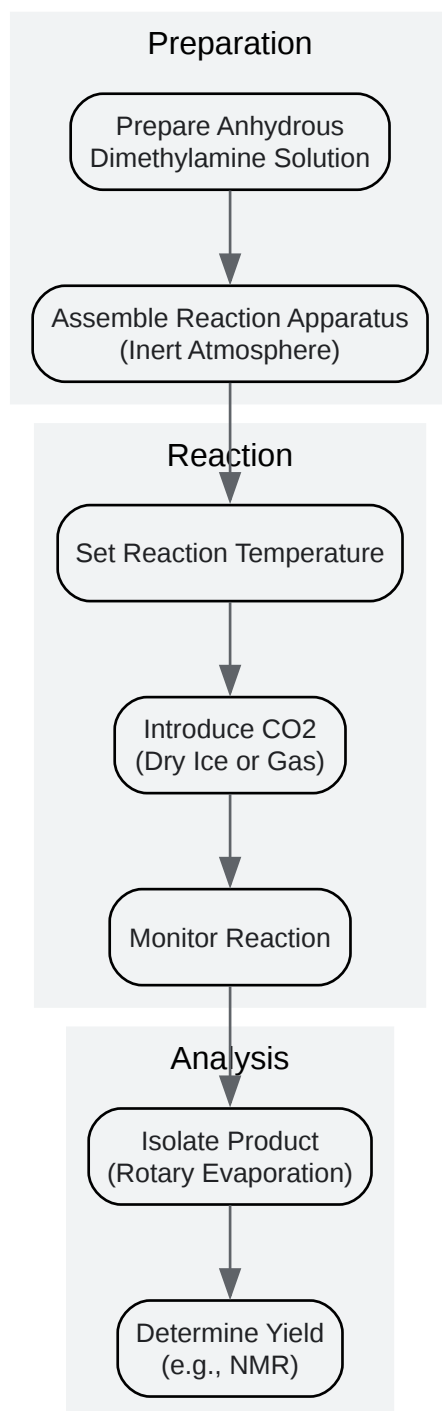 Preparation
Prepare Anhydrous
Dimethylamine Solution
Assemble Reaction Apparatus
(Inert Atmosphere)
Reaction
Set Reaction Temperature
Introduce CO2
(Dry Ice or Gas)
Monitor Reaction
Analysis
Isolate Product
(Rotary Evaporation)
Determine Yield
(e.g., NMR)